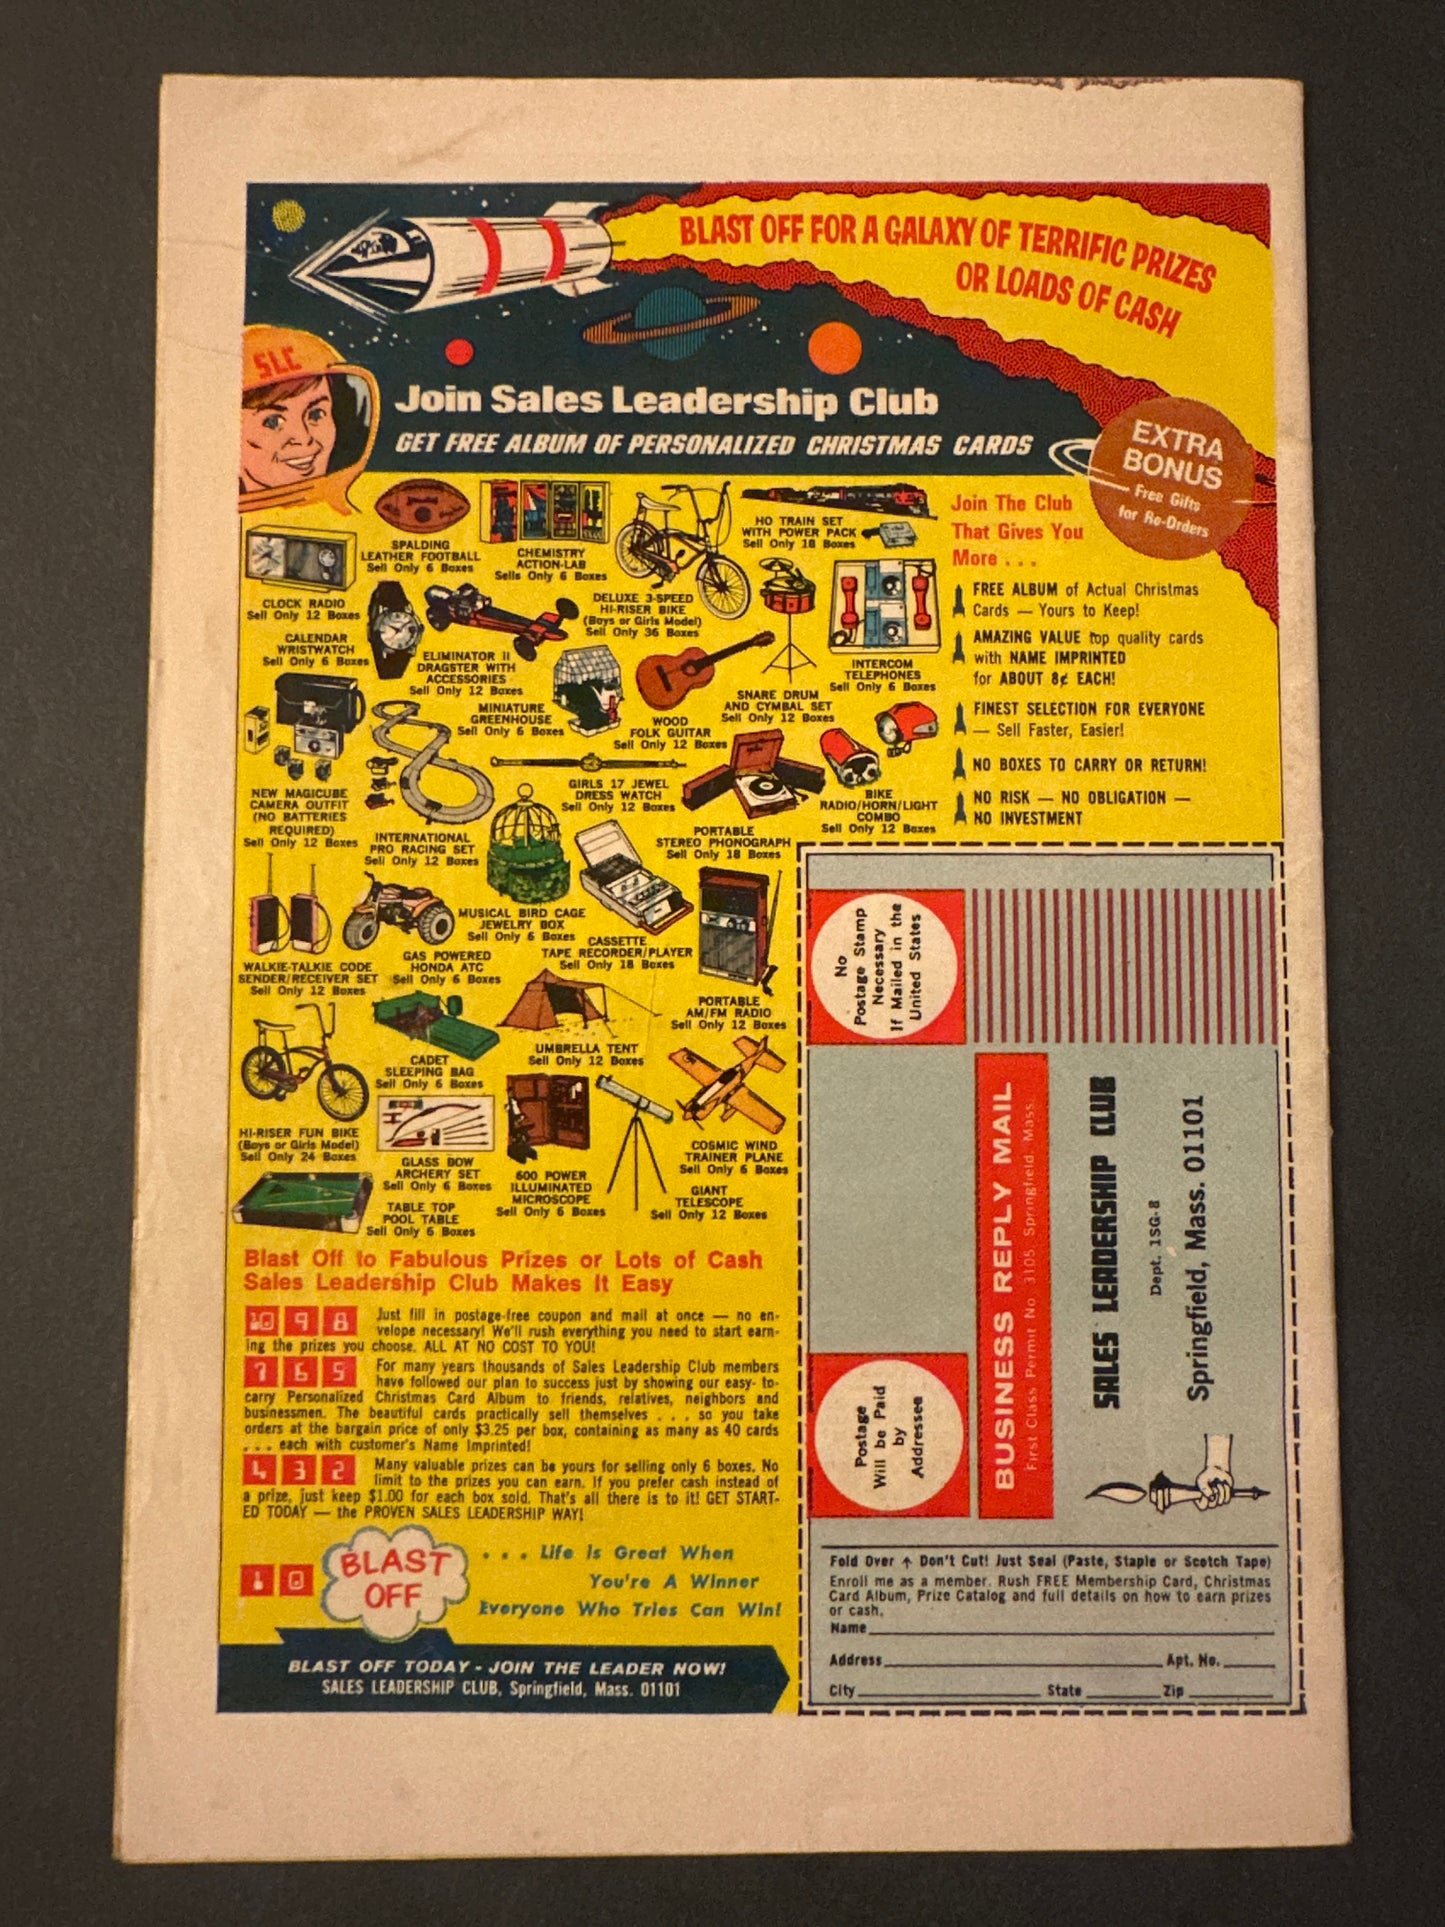 BLAST OFF FOR A GALAXY OF TERRIFIC PRIZES
OR LOADS OF CASH
SLC
Join Sales Leadership Club
GET FREE ALBUM OF PERSONALIZED CHRISTMAS CARDS
EXTRA
BONUS
Free Gifts
for Re-Orders
CLOCK RADIO
Sell Only 12 Boxes
SPALDING
LEATHER FOOTBALL
Sell Only 6 Boxes
CHEMISTRY
ACTION-LAB
Sells Only 6 Boxes
DELUXE 3-SPEED
HI-RISER BIKE
(Boys or Girls Model)
Sell Only 36 Boxes
HO TRAIN SET
WITH POWER PACK
Sell Only 18 Boxes
CALENDAR
WRISTWATCH
Sell Only 6 Boxes
ELIMINATOR II
DRAGSTER WITH
ACCESSORIES
Sell Only 12 Boxes
MINIATURE
GREENHOUSE
Sell Only 6 Boxes
WOOD
FOLK GUITAR
Sell Only 12 Boxes
SNARE DRUM
AND CYMBAL SET
Sell Only 12 Boxes
INTERCOM
TELEPHONES
Sell Only 6 Boxes
NEW MAGICUBE
CAMERA OUTFIT
(NO BATTERIES
REQUIRED)
Sell Only 12 Boxes
INTERNATIONAL
PRO RACING SET
Sell Only 12 Boxes
GIRLS 17 JEWEL
DRESS WATCH
Sell Only 12 Boxes
PORTABLE
STEREO PHONOGRAPH
Sell Only 18 Boxes
BIKE
RADIO/HORN/LIGHT
COMBO
Sell Only 12 Boxes
WALKIE-TALKIE CODE
SENDER/RECEIVER SET
Sell Only 12 Boxes
GAS POWERED
HONDA ATC
Sell Only 6 Boxes
MUSICAL BIRD CAGE
JEWELRY BOX
Sell Only 6 Boxes
CASSETTE
TAPE RECORDER/PLAYER
Sell Only 18 Boxes
PORTABLE
AM/FM RADIO
Sell Only 12 Boxes
HI-RISER FUN BIKE
(Boys or Girls Model)
Sell Only 24 Boxes
CADET
SLEEPING BAG
Sell Only 6 Boxes
UMBRELLA TENT
Sell Only 12 Boxes
GLASS BOW
ARCHERY SET
Sell Only 6 Boxes
600 POWER
ILLUMINATED
MICROSCOPE
Sell Only 6 Boxes
COSMIC WIND
TRAINER PLANE
Sell Only 6 Boxes
GIANT
TELESCOPE
Sell Only 12 Boxes
TABLE TOP
POOL TABLE
Sell Only 6 Boxes
Join The Club
That Gives You
More . . .
FREE ALBUM of Actual Christmas
Cards — Yours to Keep!
AMAZING VALUE top quality cards
with NAME IMPRINTED
for ABOUT 8¢ EACH!
FINEST SELECTION FOR EVERYONE
— Sell Faster, Easier!
NO BOXES TO CARRY OR RETURN!
NO RISK — NO OBLIGATION —
NO INVESTMENT
Blast Off to Fabulous Prizes or Lots of Cash
Sales Leadership Club Makes It Easy
10 9 8 Just fill in postage-free coupon and mail at once — no en-
velope necessary! We'll rush everything you need to start earn-
ing the prizes you choose. ALL AT NO COST TO YOU!
7 6 5 For many years thousands of Sales Leadership Club members
have followed our plan to success just by showing our easy- to-
carry Personalized Christmas Card Album to friends, relatives, neighbors and
businessmen. The beautiful cards practically sell themselves . . . so you take
orders at the bargain price of only $3.25 per box, containing as many as 40 cards
. . . each with customer's Name Imprinted!
4 3 2 Many valuable prizes can be yours for selling only 6 boxes. No
limit to the prizes you can earn. If you prefer cash instead of
a prize, just keep $1.00 for each box sold. That's all there is to it! GET START-
ED TODAY — the PROVEN SALES LEADERSHIP WAY!
1 0
BLAST
OFF
. . . Life Is Great When
You're A Winner
Everyone Who Tries Can Win!
BLAST OFF TODAY - JOIN THE LEADER NOW!
SALES LEADERSHIP CLUB, Springfield, Mass. 01101
No
Postage Stamp
Necessary
If Mailed in the
United States
Postage
Will be Paid
by
Addressee
BUSINESS REPLY MAIL
First Class Permit No 3105 Springfield, Mass.
SALES LEADERSHIP CLUB
Dept. 1SG-8
Springfield, Mass. 01101
Fold Over ↑ Don't Cut! Just Seal (Paste, Staple or Scotch Tape)
Enroll me as a member. Rush FREE Membership Card, Christmas
Card Album, Prize Catalog and full details on how to earn prizes
or cash.
Name
Address Apt. No.
City State Zip